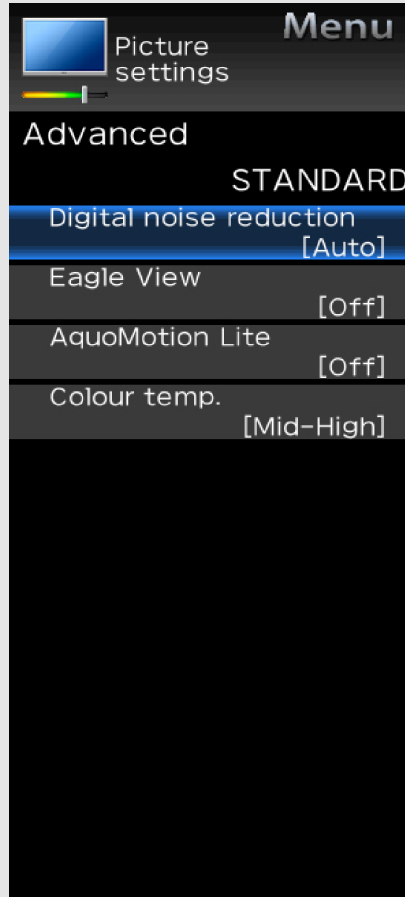 Menu
Picture
settings
Advanced
STANDARD
Digital noise reduction
[Auto]
Eagle View
[Off]
AquoMotion Lite
[Off]
Colour temp.
[Mid-High]